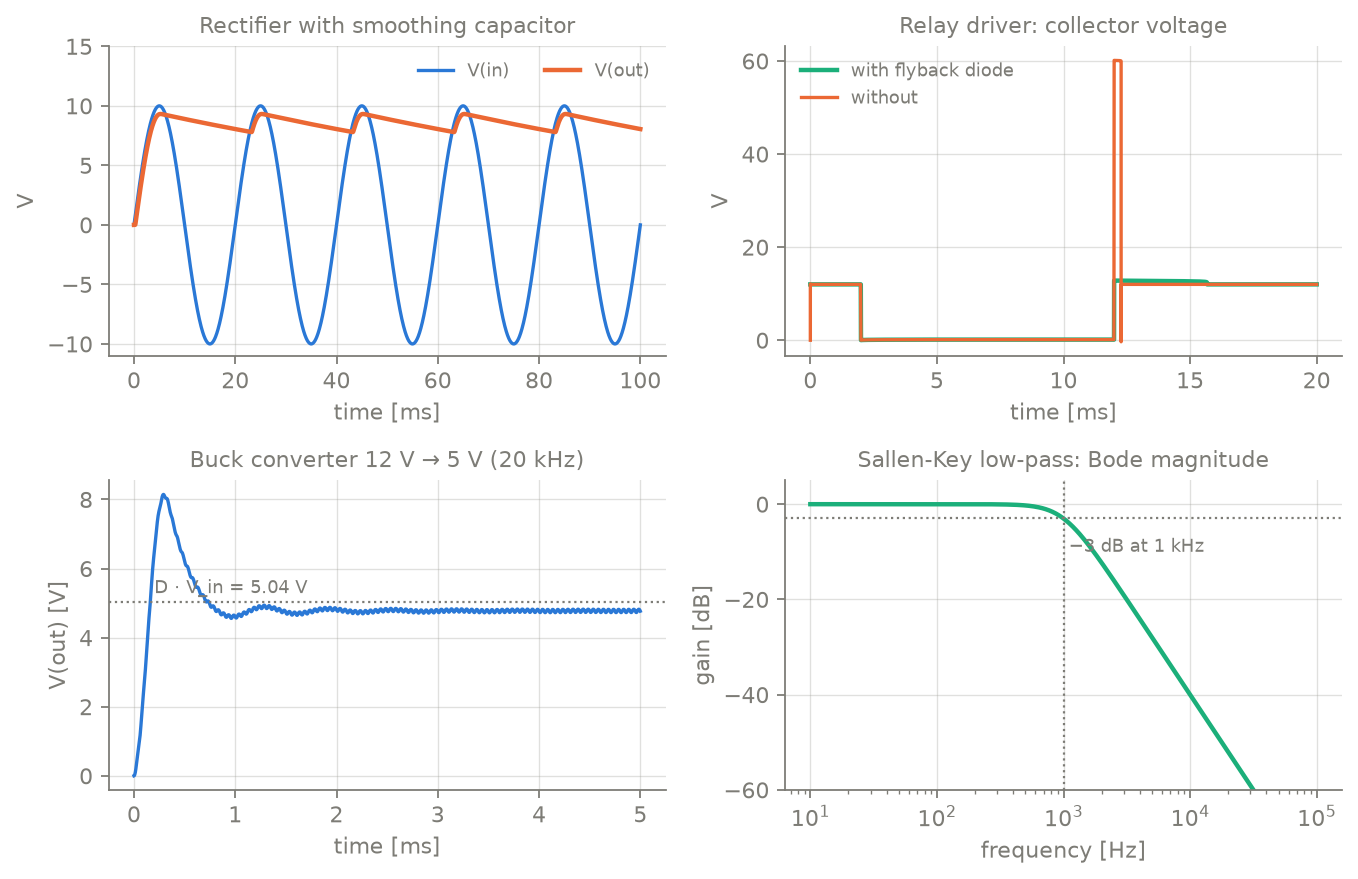 Rectifier with smoothing capacitor
V(in)
V(out)
V
15
10
5
0
−5
−10
0 20 40 60 80 100
time [ms]
Relay driver: collector voltage
with flyback diode
without
V
60
40
20
0
0 5 10 15 20
time [ms]
Buck converter 12 V → 5 V (20 kHz)
V(out) [V]
8
6
4
2
0
D · V_in = 5.04 V
0 1 2 3 4 5
time [ms]
Sallen-Key low-pass: Bode magnitude
gain [dB]
0
−20
−40
−60
−3 dB at 1 kHz
10¹ 10² 10³ 10⁴ 10⁵
frequency [Hz]